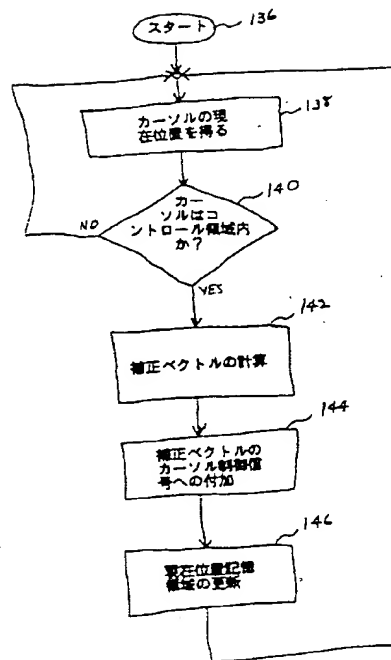 スタート
136
カーソルの現
在位置を得る
138
カー
ソルはコ
ントロール領域内
か?
140
NO
YES
補正ベクトルの計算
142
補正ベクトルの
カーソル制御信
号への付加
144
現在位置記憶
領域の更新
146